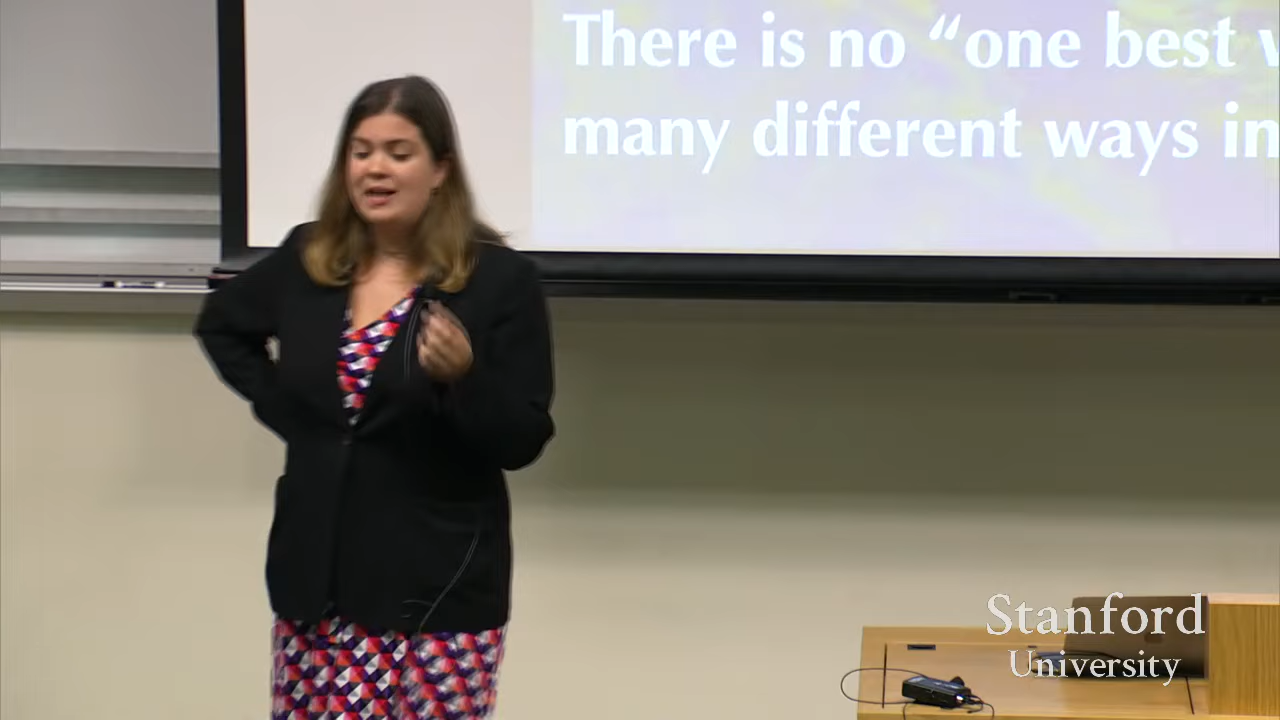 There is no “one best
many different ways in
Stanford
University